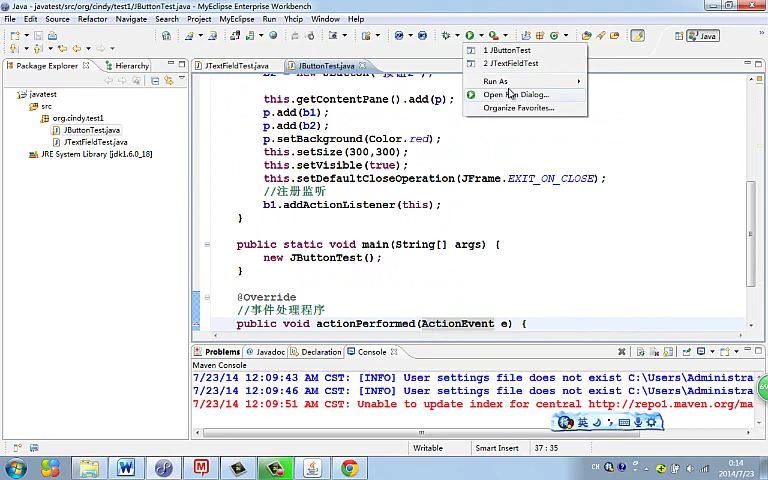 Java - javatest/src/org/cindy/test1/JButtonTest.java - MyEclipse Enterprise Workbench
File Edit Source Refactor Navigate Search Project MyEclipse Run Ychip Window Help
Java
1 JButtonTest
2 JTextFieldTest
Run As
Open Run Dialog...
Organize Favorites...
Package Explorer
Hierarchy
javatest
src
org.cindy.test1
JButtonTest.java
JTextFieldTest.java
JRE System Library [jdk1.6.0_18]
JTextFieldTest.java
JButtonTest.java
this.getContentPane().add(p);
p.add(b1);
p.add(b2);
p.setBackground(Color.red);
this.setSize(300,300);
this.setVisible(true);
this.setDefaultCloseOperation(JFrame.EXIT_ON_CLOSE);
//注册监听
b1.addActionListener(this);
}
public static void main(String[] args) {
new JButtonTest();
}
@Override
//事件处理程序
public void actionPerformed(ActionEvent e) {
Problems Javadoc Declaration Console
Maven Console
7/23/14 12:09:43 AM CST: [INFO] User settings file does not exist C:\Users\Administra
7/23/14 12:09:46 AM CST: [INFO] User settings file does not exist C:\Users\Administra
7/23/14 12:09:51 AM CST: Unable to update index for central http://repo1.maven.org/ma
英
Writable
Smart Insert
37 : 35
CH
0:14
2014/7/23